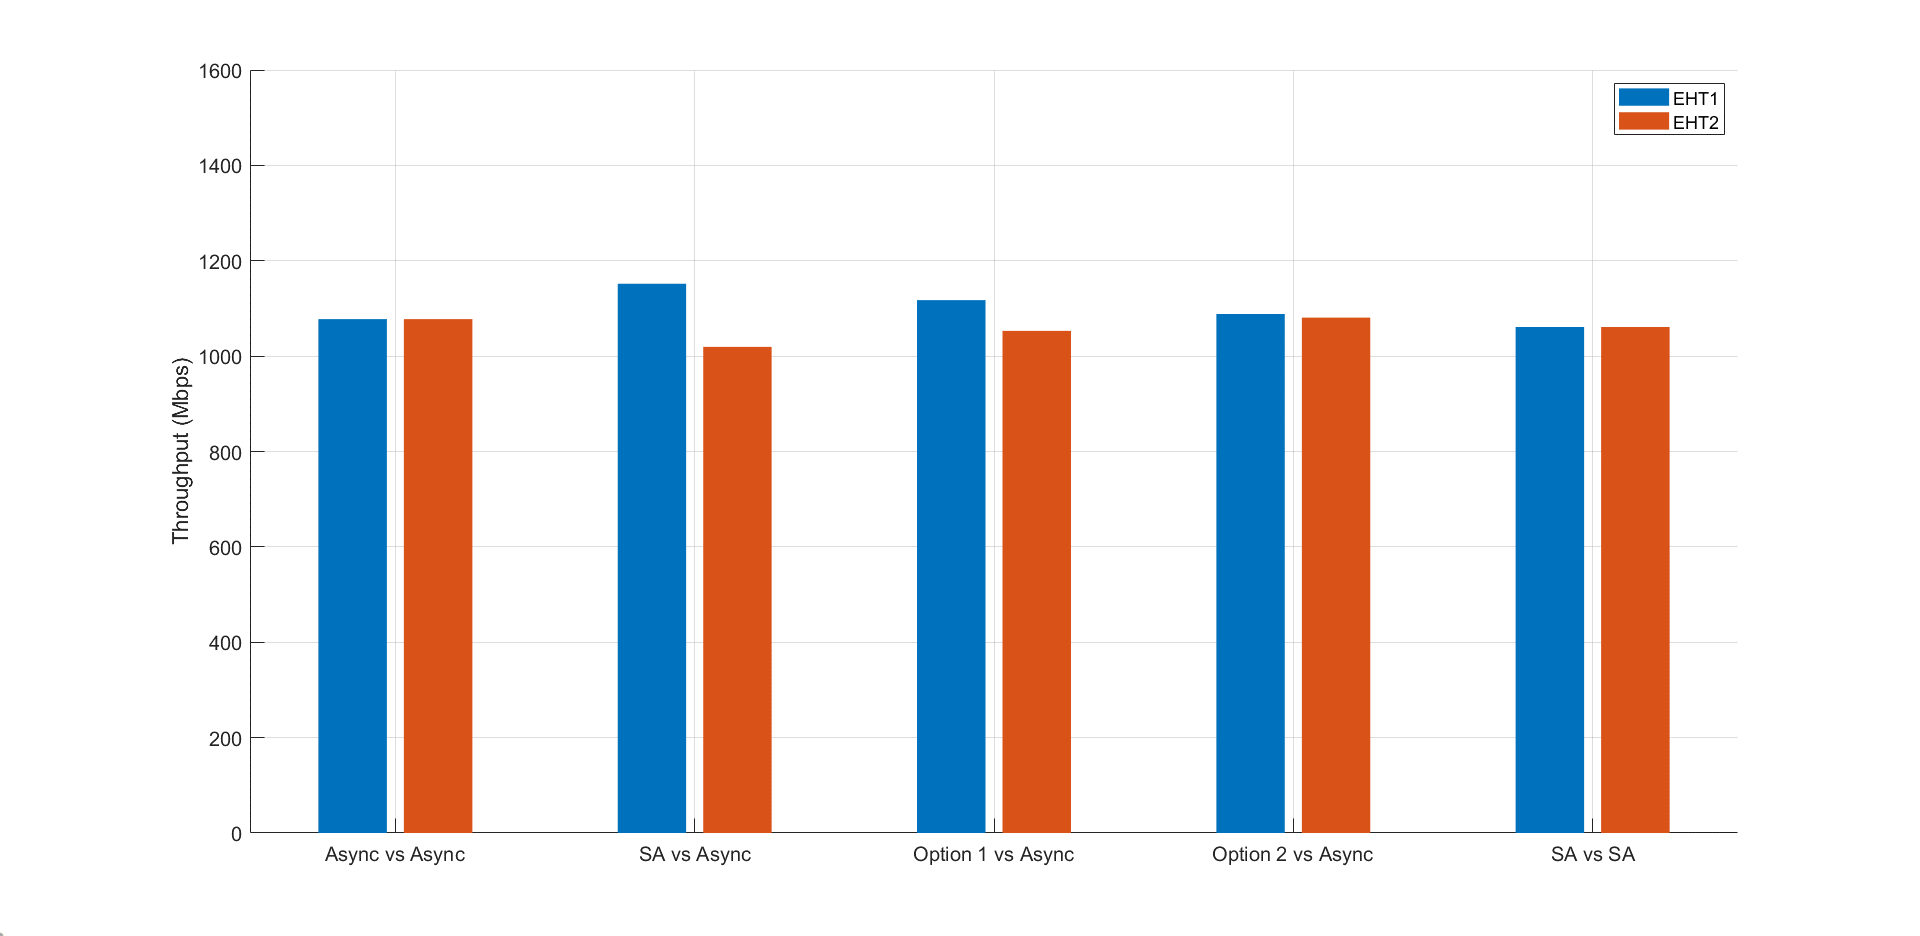 1600
1400
1200
1000
800
600
400
200
0
Throughput (Mbps)
EHT1
EHT2
Async vs Async
SA vs Async
Option 1 vs Async
Option 2 vs Async
SA vs SA